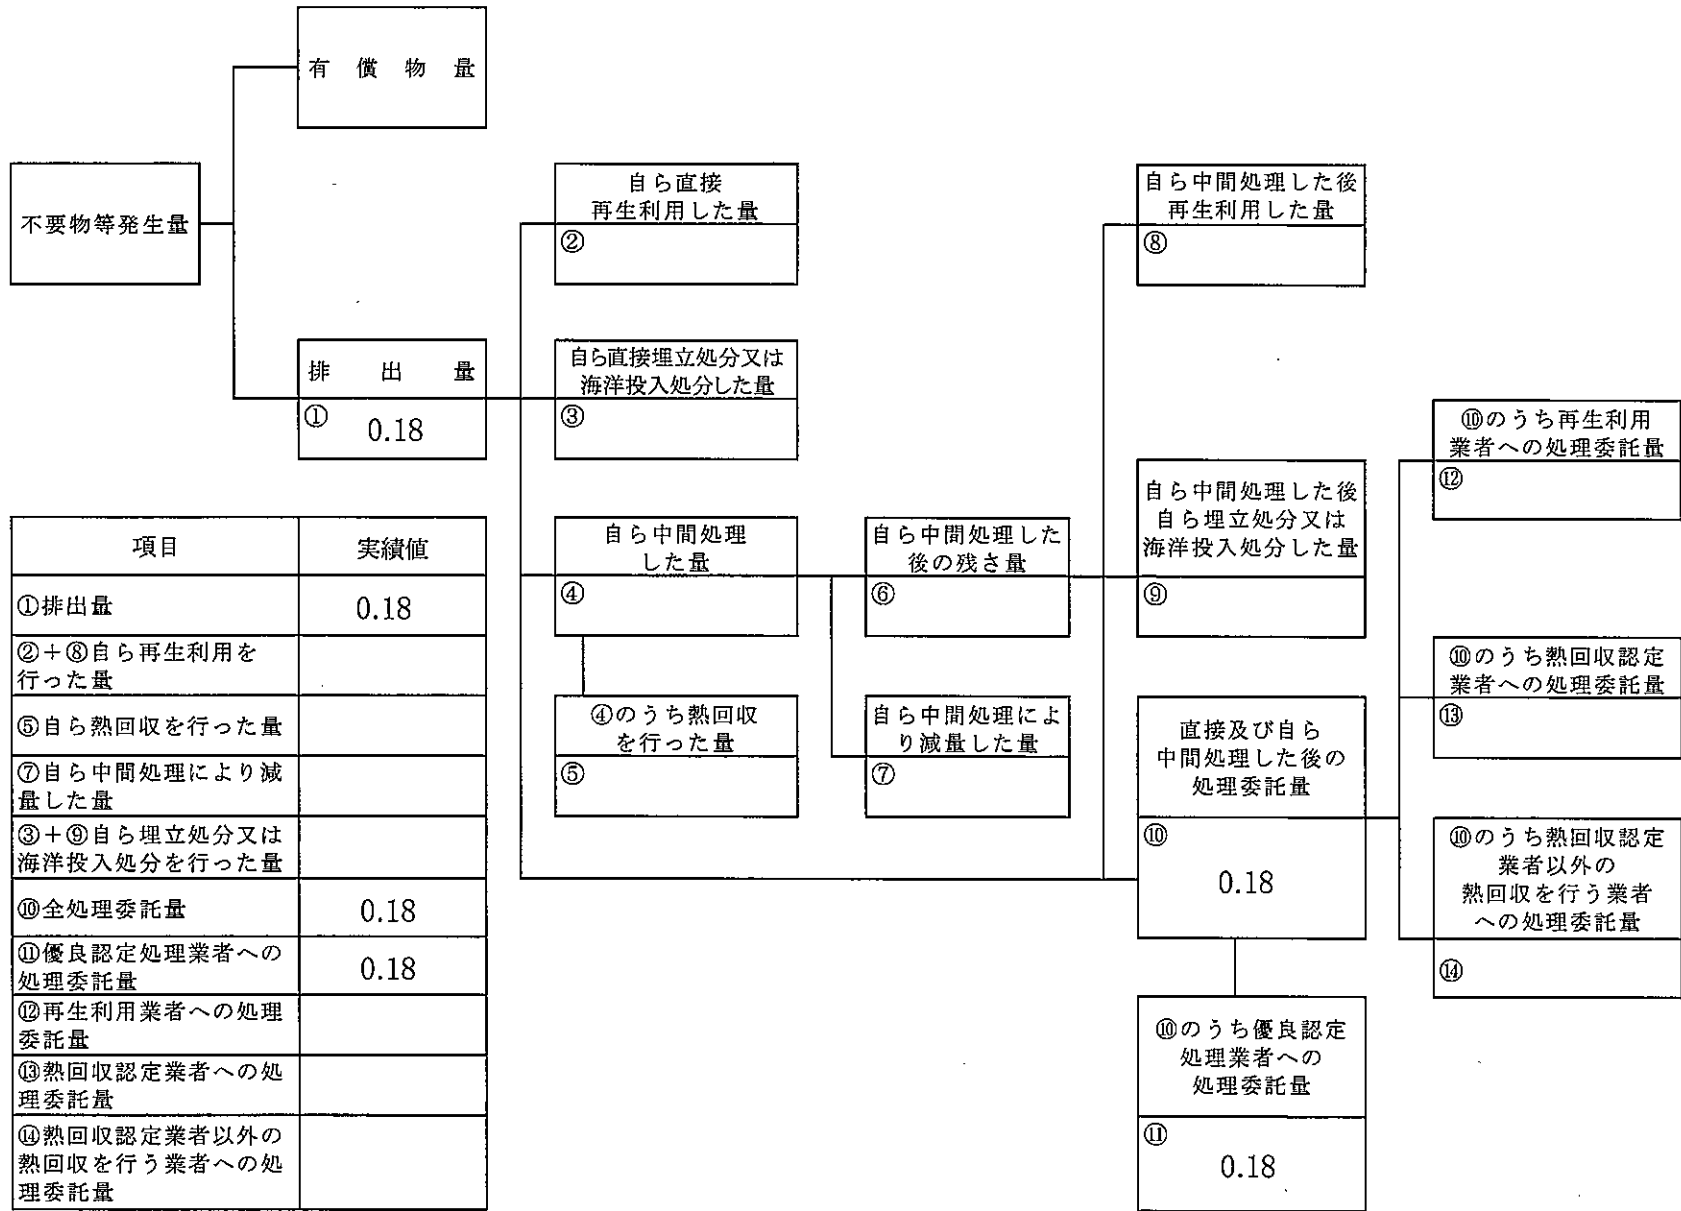 有償物量
不要物等発生量
排出量
①
0.18
自ら直接
再生利用した量
②
自ら直接埋立処分又は
海洋投入処分した量
③
自ら中間処理
した量
④
④のうち熱回収
を行った量
⑤
自ら中間処理した
後の残さ量
⑥
自ら中間処理によ
り減量した量
⑦
自ら中間処理した後
再生利用した量
⑧
自ら中間処理した後
自ら埋立処分又は
海洋投入処分した量
⑨
直接及び自ら
中間処理した後の
処理委託量
⑩
0.18
⑩のうち優良認定
処理業者への
処理委託量
⑪
0.18
⑩のうち再生利用
業者への処理委託量
⑫
⑩のうち熱回収認定
業者への処理委託量
⑬
⑩のうち熱回収認定
業者以外の
熱回収を行う業者
への処理委託量
⑭
項目 実績値
①排出量 0.18
②+⑧自ら再生利用を
行った量
⑤自ら熱回収を行った量
⑦自ら中間処理により減
量した量
③+⑨自ら埋立処分又は
海洋投入処分を行った量
⑩全処理委託量 0.18
⑪優良認定処理業者への
処理委託量 0.18
⑫再生利用業者への処理
委託量
⑬熱回収認定業者への処
理委託量
⑭熱回収認定業者以外の
熱回収を行う業者への処
理委託量